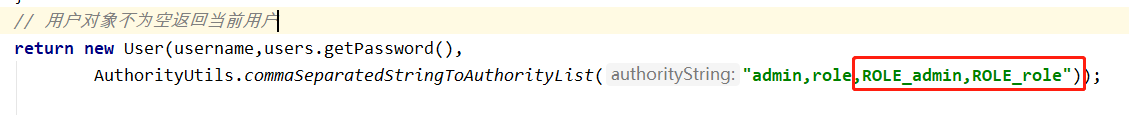 // 用户对象不为空返回当前用户
return new User(username,users.getPassword(),
AuthorityUtils.commaSeparatedStringToAuthorityList( authorityString: "admin,role,ROLE_admin,ROLE_role"));